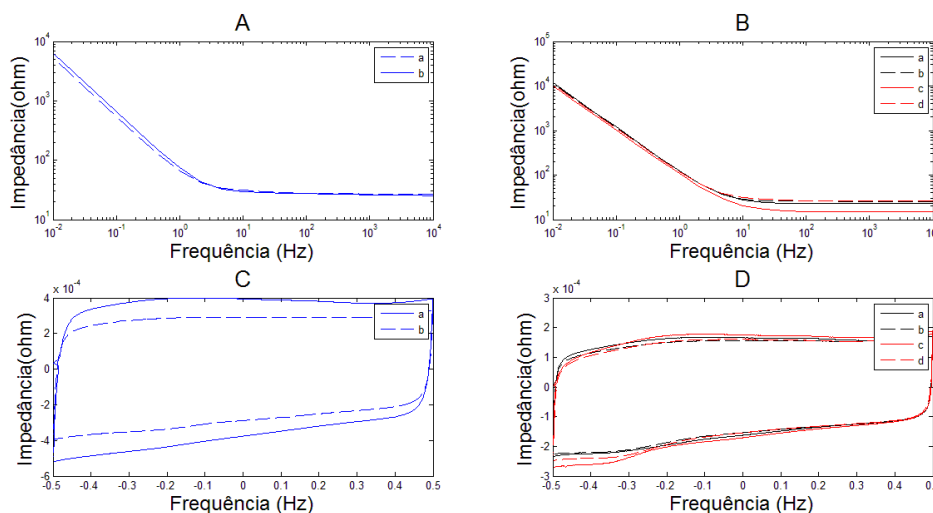 A
Impedância(ohm)
10^4
10^3
10^2
10^1
a
b
10^-2 10^-1 10^0 10^1 10^2 10^3 10^4
Frequência (Hz)
B
Impedância(ohm)
10^5
10^4
10^3
10^2
10^1
a
b
c
d
10^-2 10^-1 10^0 10^1 10^2 10^3 10
Frequência (Hz)
C
x 10^-4
Impedância(ohm)
4
2
0
-2
-4
-6
a
b
-0.5 -0.4 -0.3 -0.2 -0.1 0 0.1 0.2 0.3 0.4 0.5
Frequência (Hz)
D
x 10^-4
Impedância(ohm)
3
2
1
0
-1
-2
-3
a
b
c
d
-0.5 -0.4 -0.3 -0.2 -0.1 0 0.1 0.2 0.3 0.4 0.5
Frequência (Hz)